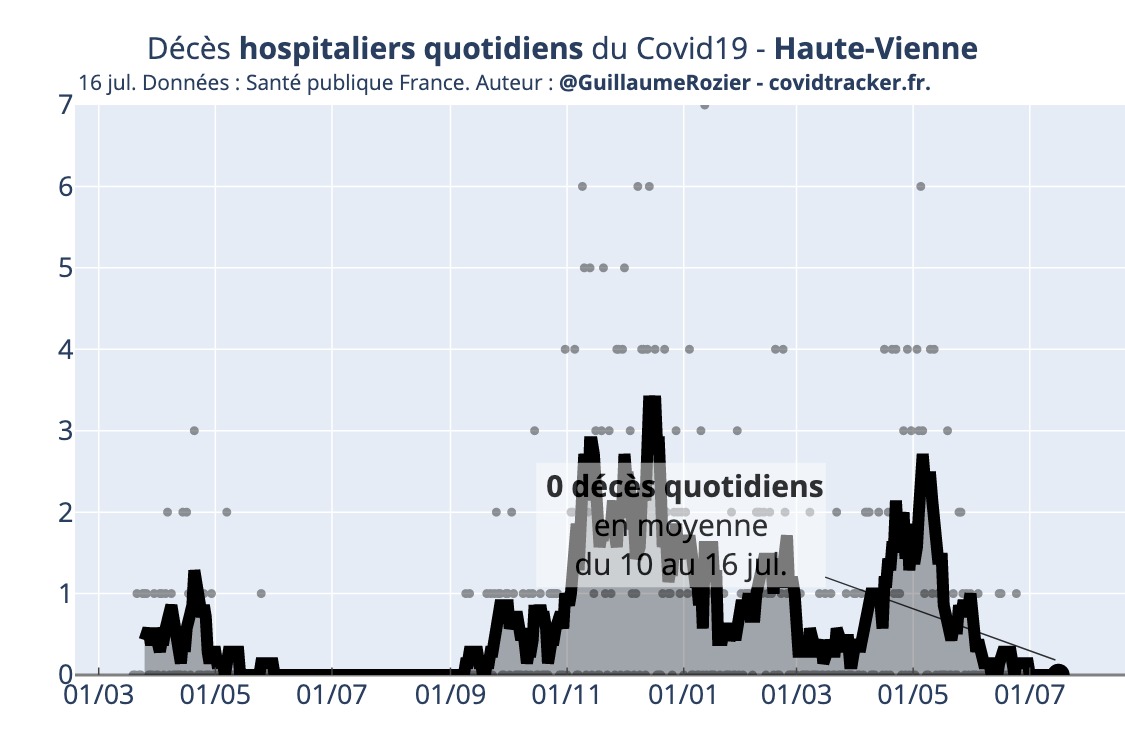 Décès hospitaliers quotidiens du Covid19 - Haute-Vienne
16 jul. Données : Santé publique France. Auteur : @GuillaumeRozier - covidtracker.fr.
7
6
5
4
3
2
1
0
0 décès quotidiens
en moyenne
du 10 au 16 jul.
01/03 01/05 01/07 01/09 01/11 01/01 01/03 01/05 01/07